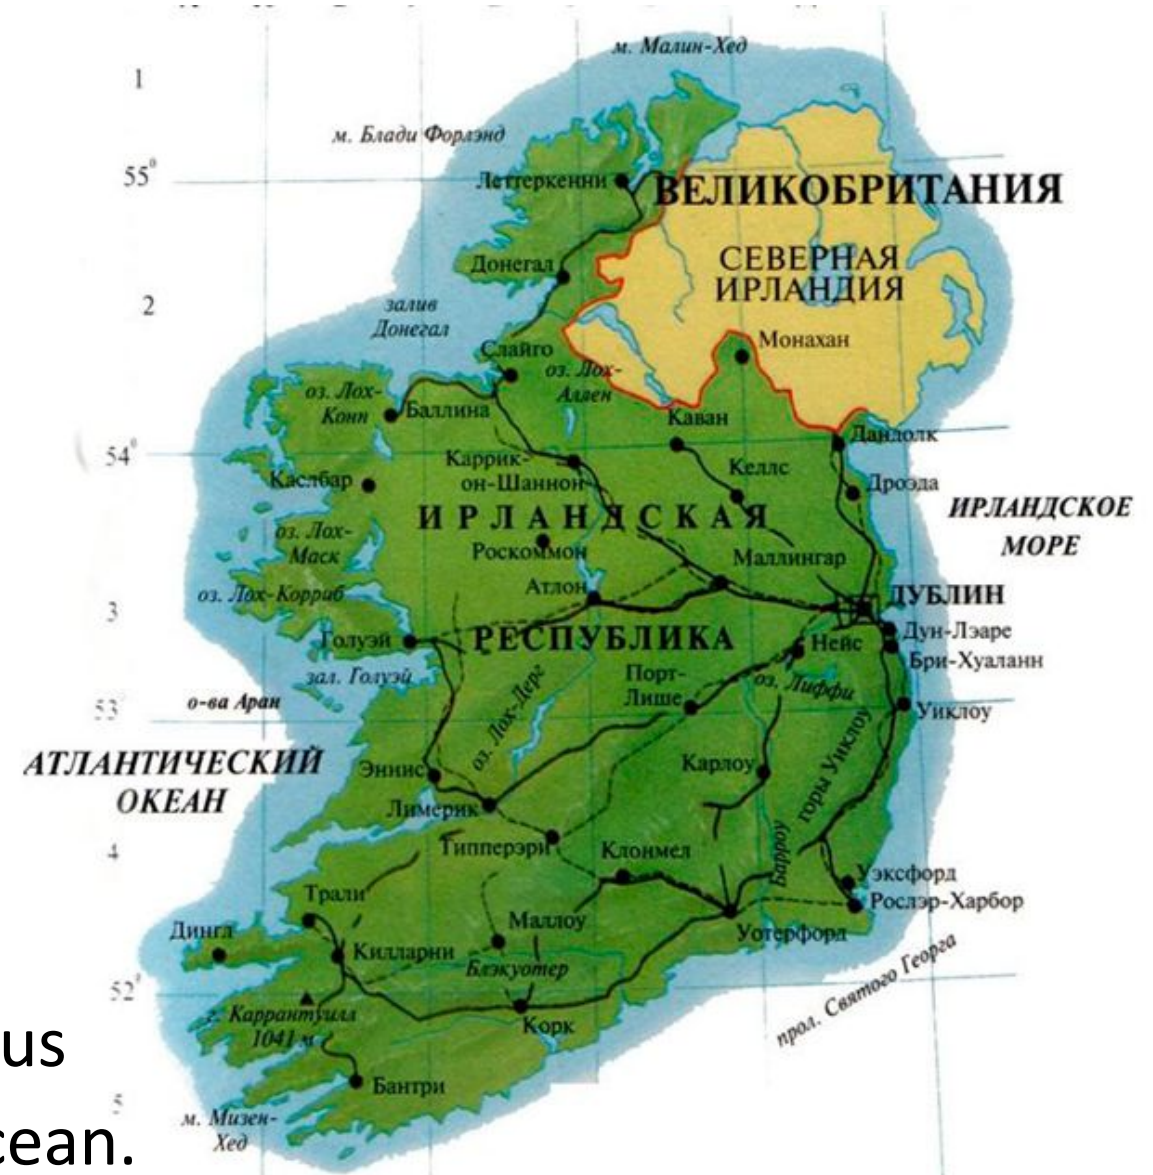 м. Малин-Хед
1
м. Блади Форлэнд
55°
Леттеркенни
ВЕЛИКОБРИТАНИЯ
СЕВЕРНАЯ
ИРЛАНДИЯ
Донегал
2
залив
Донегал
Слайго
Монахан
оз. Лох-
Аллен
оз. Лох-
Конн
Баллина
Каван
Дандолк
54°
Каррик-
он-Шаннон
Келлс
Каслбар
Дроэда
ИРЛАНДСКАЯ
ИРЛАНДСКОЕ
МОРЕ
оз. Лох-
Маск
Роскоммон
Маллингар
Атлон
оз. Лох-Корриб
3
ДУБЛИН
Голуэй
РЕСПУБЛИКА
Нейс
Дун-Лэаре
Бри-Хуаланн
зал. Голуэй
Порт-
Лише
оз. Лиффи
о-ва Аран
53°
Уиклоу
оз. Лох-Дерг
горы Уиклоу
АТЛАНТИЧЕСКИЙ
ОКЕАН
Эннис
Карлоу
Лимерик
4
Типперэри
Клонмел
Барроу
Уэксфорд
Рослэр-Харбор
Трали
Дингл
Маллоу
Уотерфорд
Килларни
Блэкуотер
прол. Святого Георга
52°
г. Каррантуилл
1041 м
Корк
us
Бантри
5
м. Мизен-
Хед
cean.